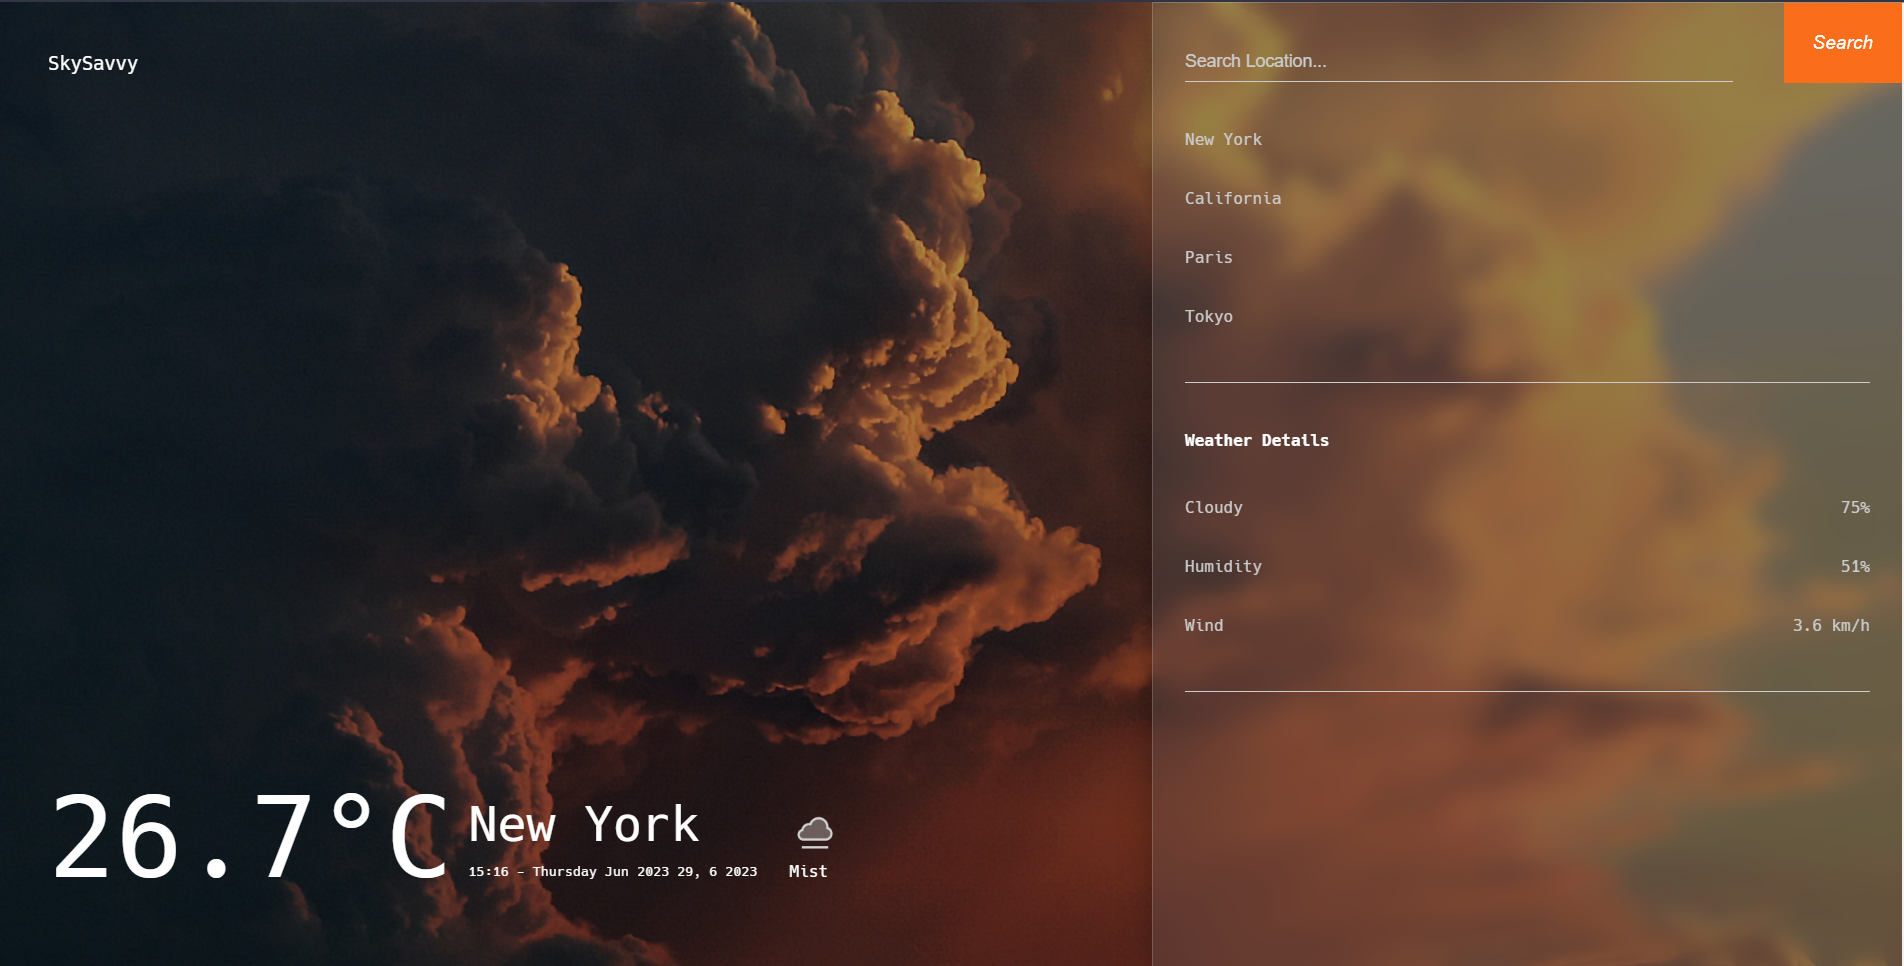 SkySavvy
Search Location...
Search
New York
California
Paris
Tokyo
Weather Details
Cloudy 75%
Humidity 51%
Wind 3.6 km/h
26.7°C
New York
15:16 - Thursday Jun 2023 29, 6 2023
Mist